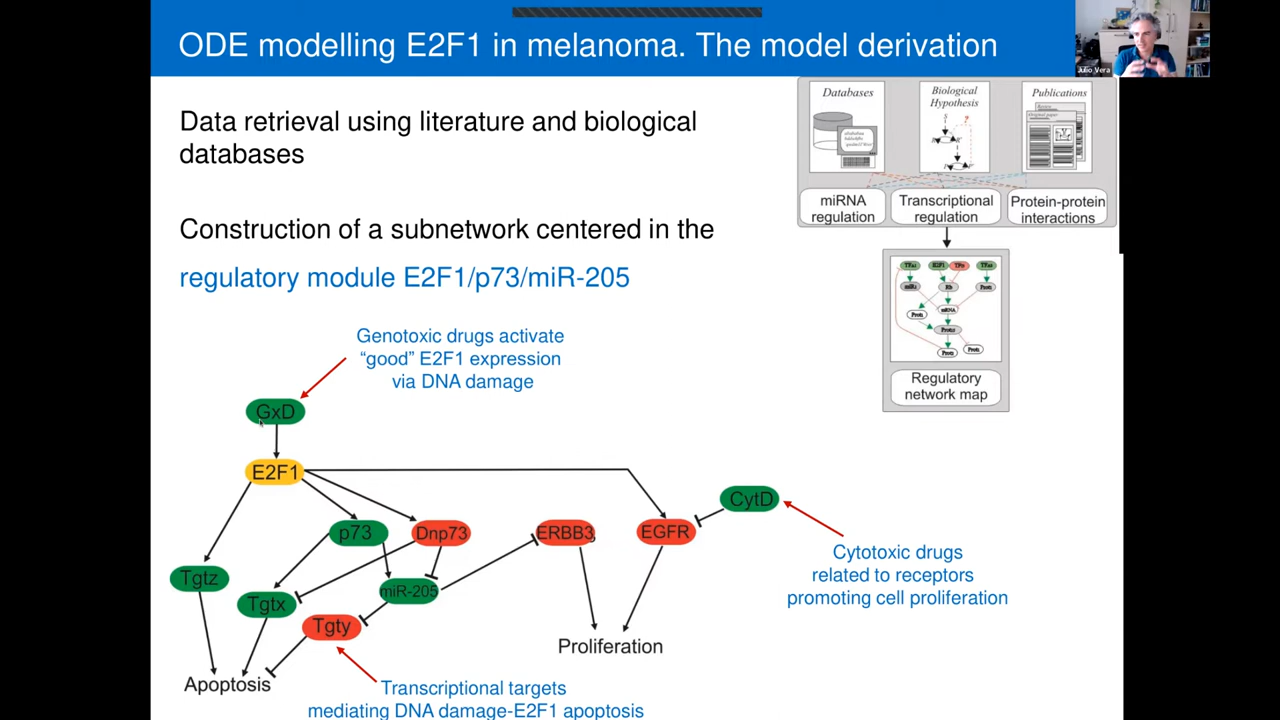 ODE modelling E2F1 in melanoma. The model derivation
Julio Vera
Data retrieval using literature and biological
databases
Construction of a subnetwork centered in the
regulatory module E2F1/p73/miR-205
Databases
Biological
Hypothesis
Publications
miRNA
regulation
Transcriptional
regulation
Protein-protein
interactions
Regulatory
network map
Genotoxic drugs activate
“good” E2F1 expression
via DNA damage
GxD
E2F1
CytD
p73
Dnp73
ERBB3
EGFR
Tgtz
Tgtx
miR-205
Tgty
Cytotoxic drugs
related to receptors
promoting cell proliferation
Proliferation
Apoptosis
Transcriptional targets
mediating DNA damage-E2F1 apoptosis